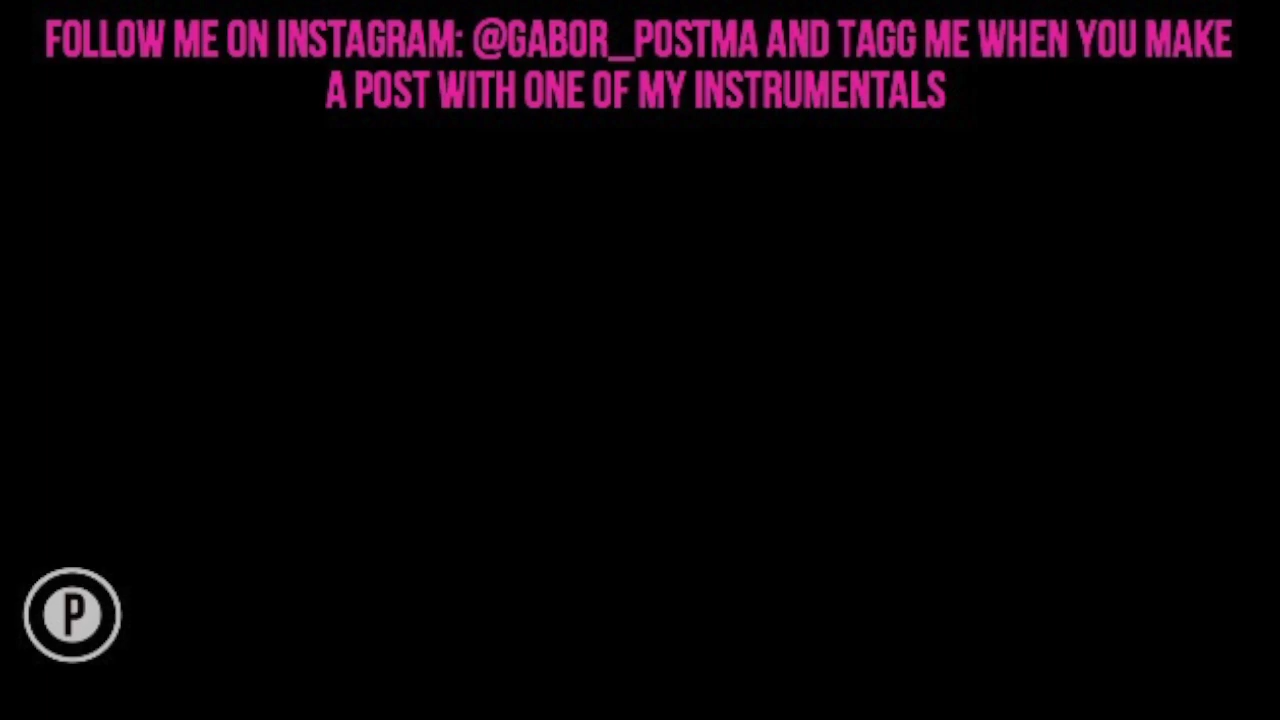 FOLLOW ME ON INSTAGRAM: @GABOR_POSTMA AND TAGG ME WHEN YOU MAKE
A POST WITH ONE OF MY INSTRUMENTALS
P